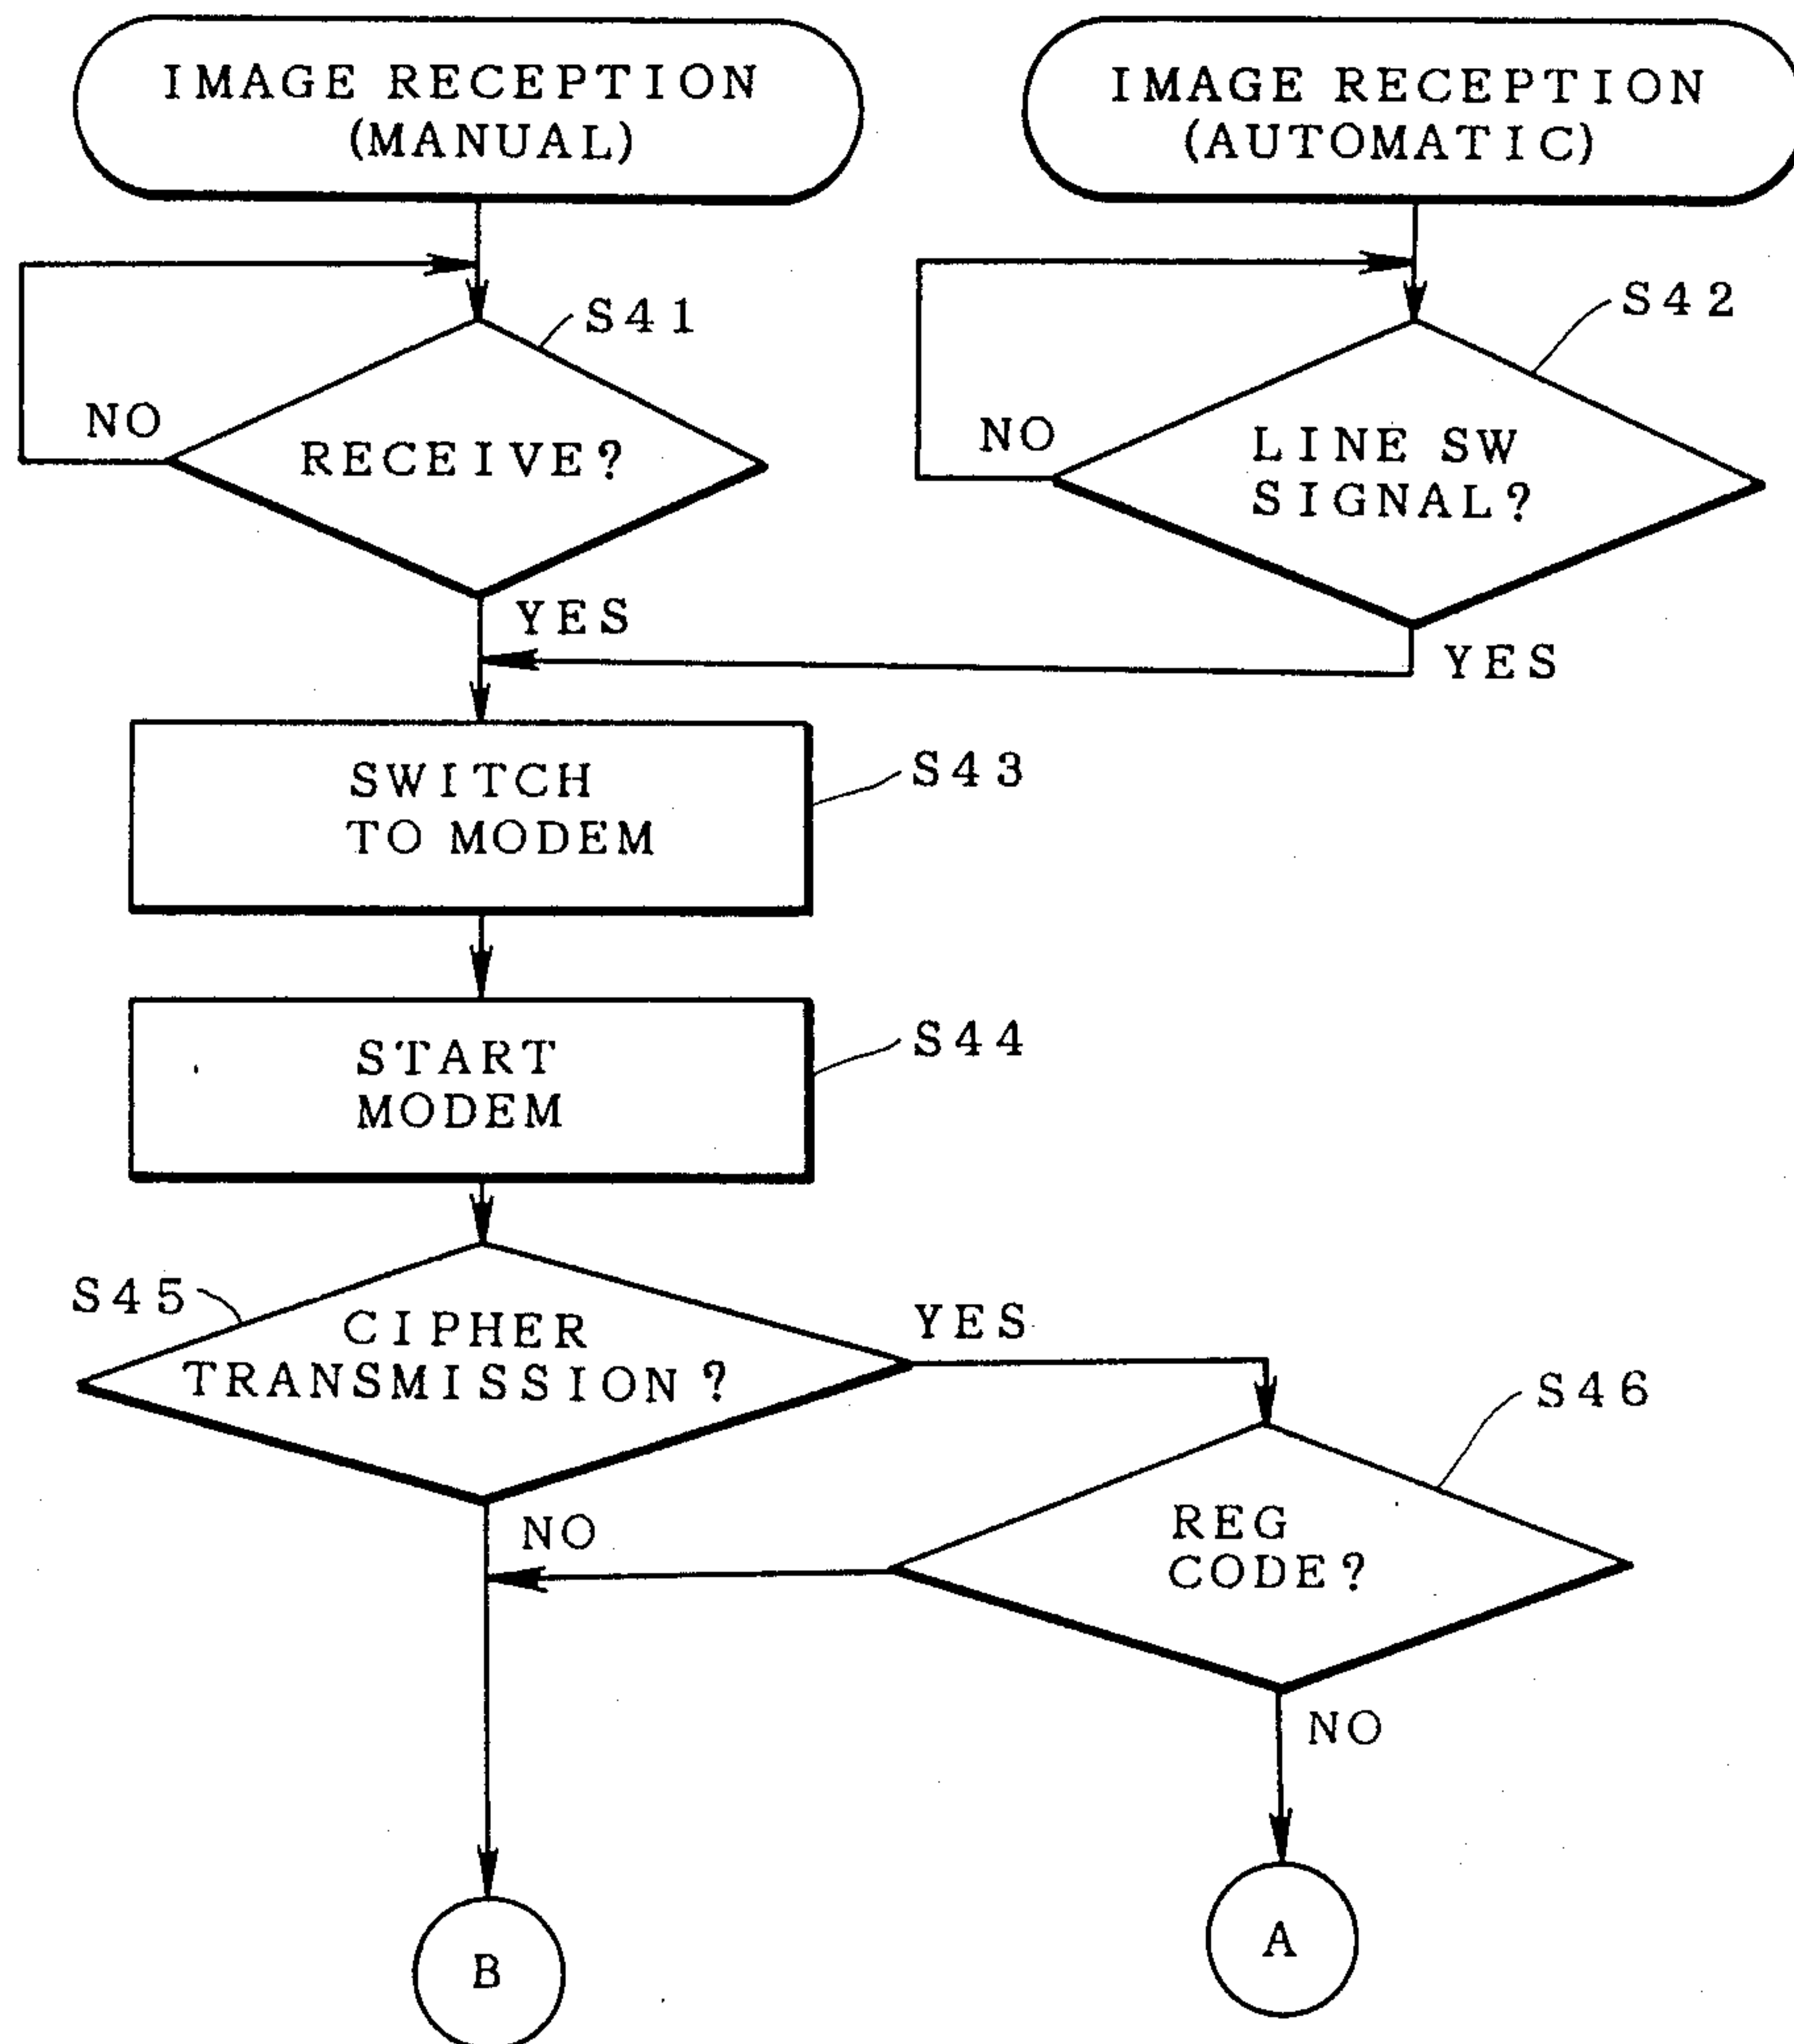 IMAGE RECEPTION
(MANUAL)
IMAGE RECEPTION
(AUTOMATIC)
S41
S42
NO
RECEIVE?
NO
LINE SW
SIGNAL?
YES
YES
SWITCH
TO MODEM
S43
START
MODEM
S44
S45
CIPHER
TRANSMISSION?
YES
S46
NO
REG
CODE?
NO
B
A